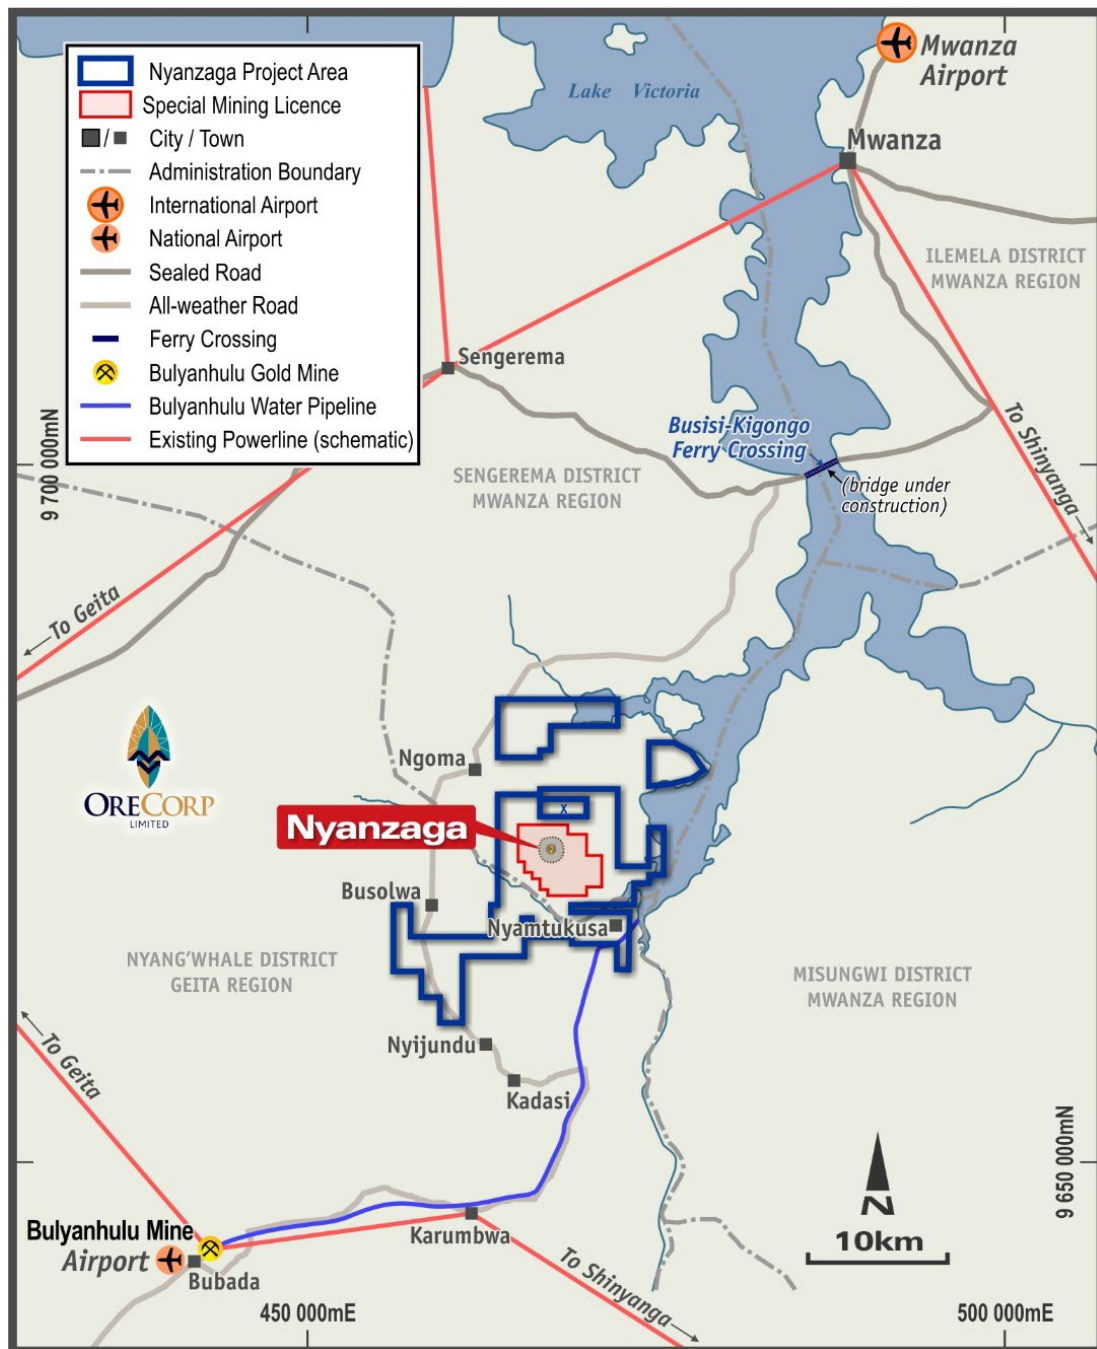 Nyanzaga Project Area
Special Mining Licence
City / Town
Administration Boundary
International Airport
National Airport
Sealed Road
All-weather Road
Ferry Crossing
Bulyanhulu Gold Mine
Bulyanhulu Water Pipeline
Existing Powerline (schematic)
Lake Victoria
Mwanza
Airport
Mwanza
ILEMELA DISTRICT
MWANZA REGION
Sengerema
Busisi-Kigongo
Ferry Crossing
(bridge under
construction)
To Shinyanga
SENGEREMA DISTRICT
MWANZA REGION
9 700 000mN
To Geita
ORECORP
LIMITED
Ngoma
X
Nyanzaga
Busolwa
Nyamtukusa
NYANG'WHALE DISTRICT
GEITA REGION
MISUNGWI DISTRICT
MWANZA REGION
Nyijundu
Kadasi
To Geita
9 650 000mN
N
10km
Bulyanhulu Mine
Airport
Bubada
Karumbwa
To Shinyanga
450 000mE
500 000mE